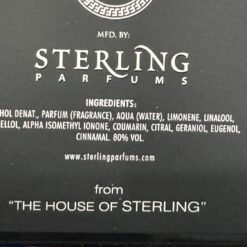 MFD. BY:
STERLING
PARFUMS
INGREDIENTS:
HOL DENAT., PARFUM (FRAGRANCE), AQUA (WATER), LIMONENE, LINALOOL,
ELLOL, ALPHA ISOMETHYL IONONE, COUMARIN, CITRAL, GERANIOL, EUGENOL,
CINNAMAL. 80% VOL.
www.sterlingparfums.com
from
"THE HOUSE OF STERLING"